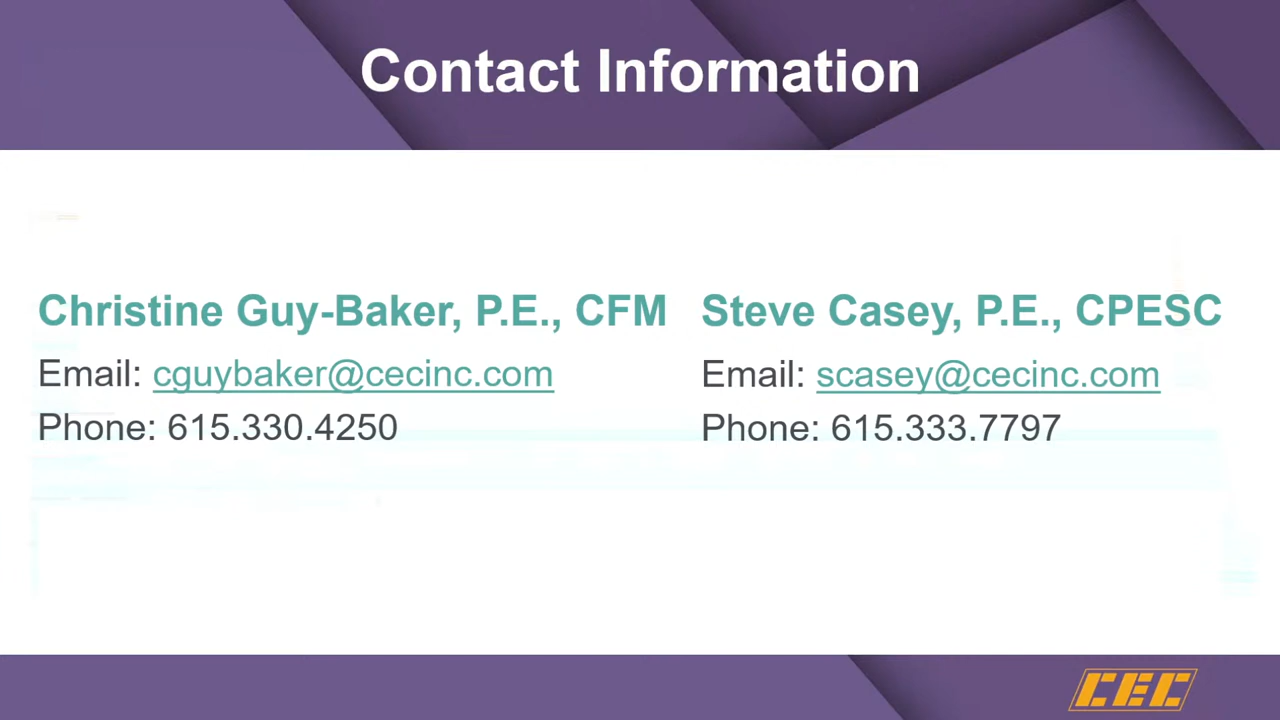 Contact Information
Christine Guy-Baker, P.E., CFM
Email: cguybaker@cecinc.com
Phone: 615.330.4250
Steve Casey, P.E., CPESC
Email: scasey@cecinc.com
Phone: 615.333.7797
CEC